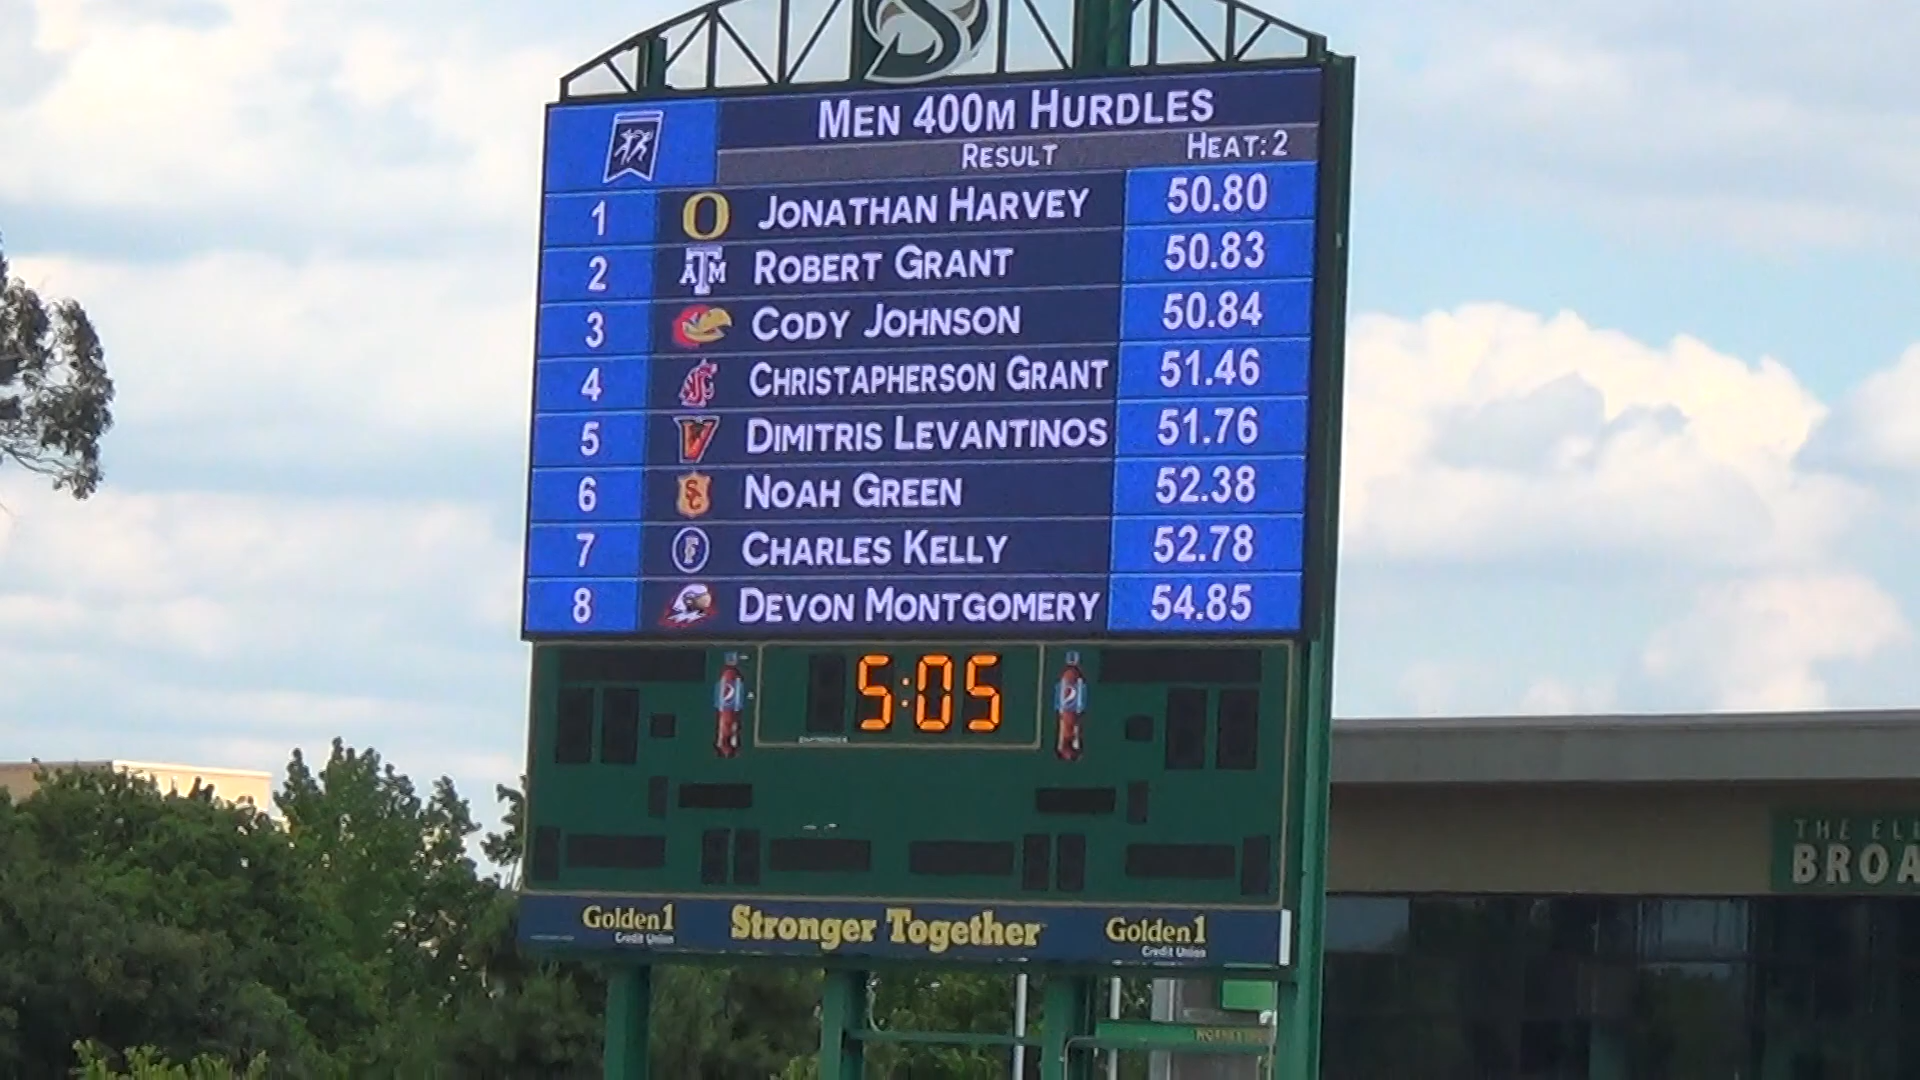 S
MEN 400M HURDLES
RESULT HEAT: 2
1 O JONATHAN HARVEY 50.80
2 ATM ROBERT GRANT 50.83
3 CODY JOHNSON 50.84
4 CHRISTAPHERSON GRANT 51.46
5 V DIMITRIS LEVANTINOS 51.76
6 SC NOAH GREEN 52.38
7 F CHARLES KELLY 52.78
8 DEVON MONTGOMERY 54.85
5:05
Golden1 Credit Union Stronger Together Golden1 Credit Union
THE
BROA